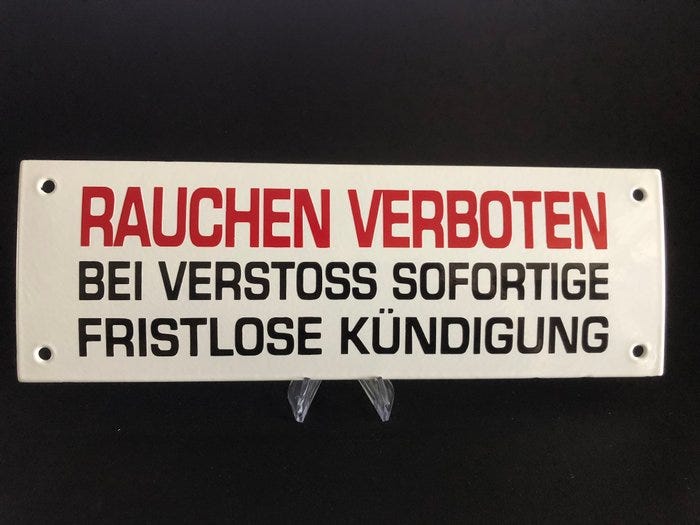 RAUCHEN VERBOTEN
BEI VERSTOSS SOFORTIGE
FRISTLOSE KÜNDIGUNG